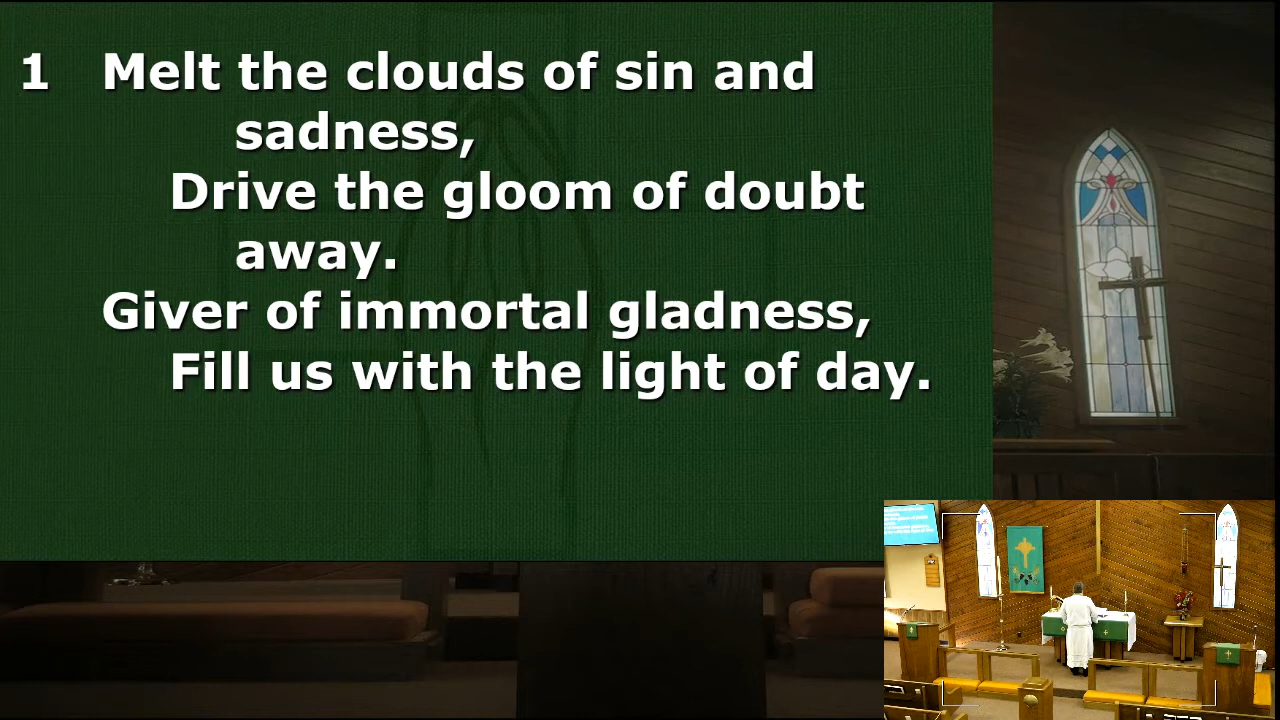 1 Melt the clouds of sin and
sadness,
Drive the gloom of doubt
away.
Giver of immortal gladness,
Fill us with the light of day.